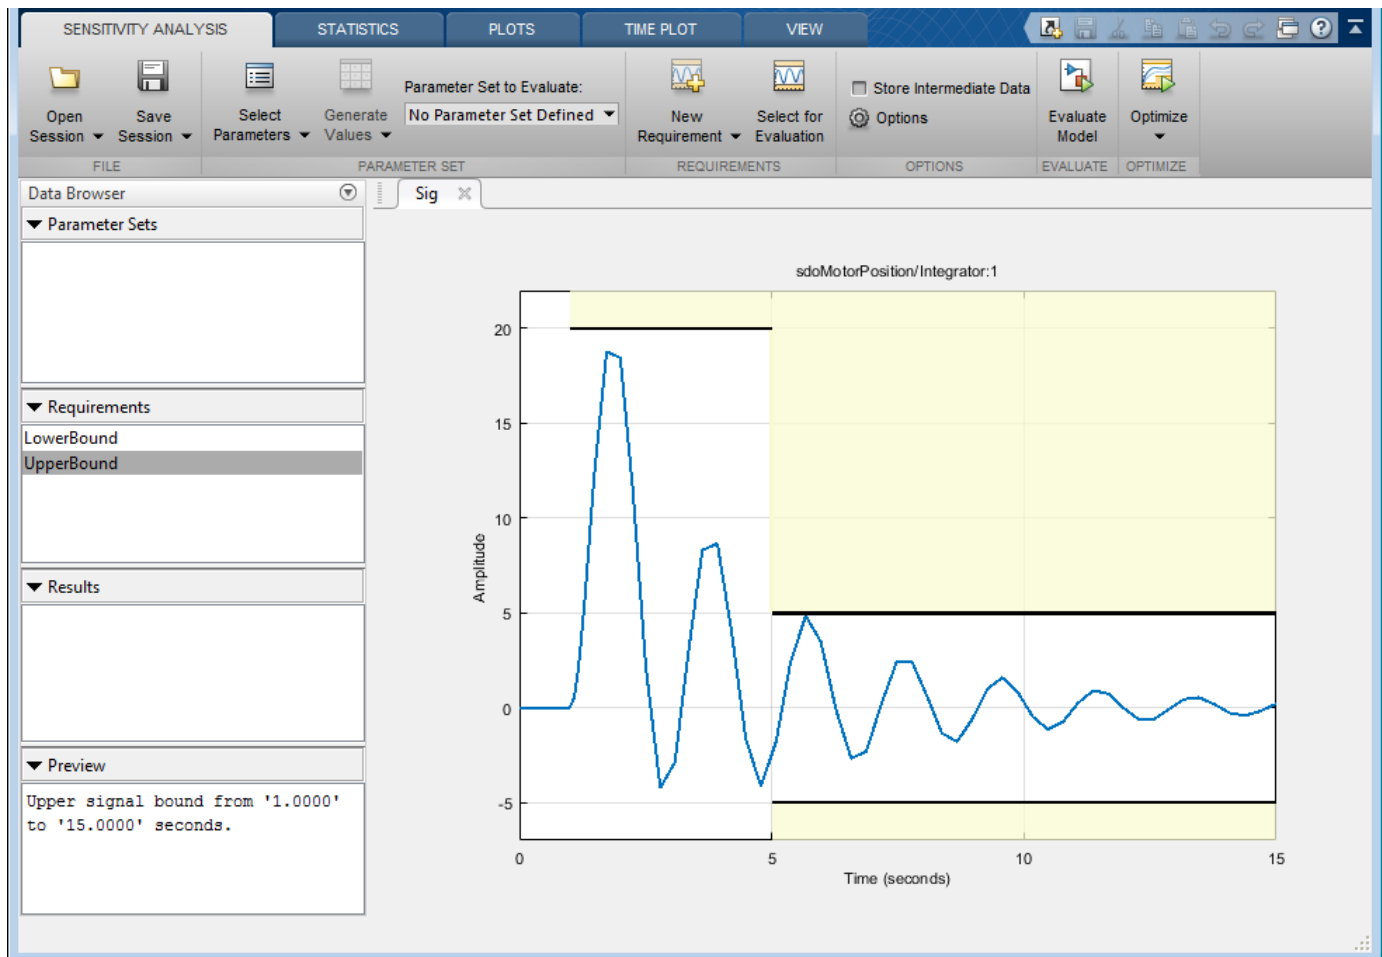 SENSITIVITY ANALYSIS
STATISTICS
PLOTS
TIME PLOT
VIEW
Open Session
Save Session
Select Parameters
Generate Values
Parameter Set to Evaluate:
No Parameter Set Defined
New Requirement
Select for Evaluation
Store Intermediate Data
Options
Evaluate Model
Optimize
FILE
PARAMETER SET
REQUIREMENTS
OPTIONS
EVALUATE
OPTIMIZE
Data Browser
Sig
Parameter Sets
Requirements
LowerBound
UpperBound
Results
Preview
Upper signal bound from '1.0000'
to '15.0000' seconds.
sdoMotorPosition/Integrator:1
Amplitude
20
15
10
5
0
-5
0
5
10
15
Time (seconds)